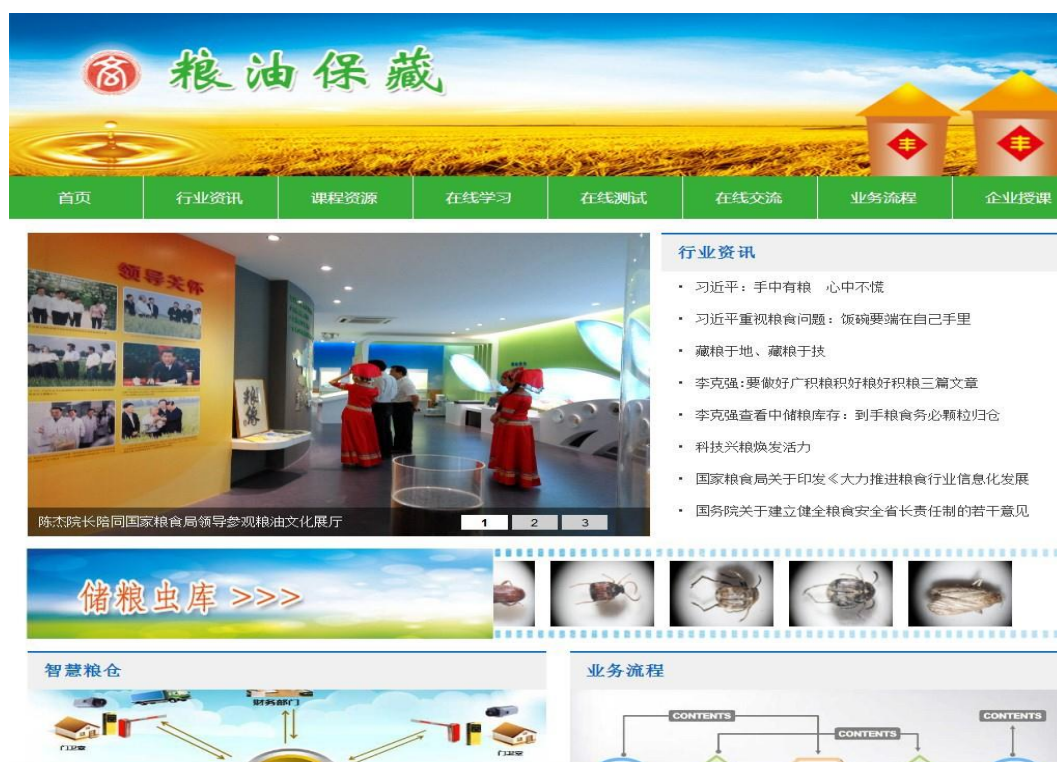 商 粮油保藏
丰 丰
首页 行业资讯 课程资源 在线学习 在线测试 在线交流 业务流程 企业授课
领导关怀
行业资讯
· 习近平：手中有粮 心中不慌
· 习近平重视粮食问题：饭碗要端在自己手里
· 藏粮于地、藏粮于技
· 李克强:要做好广积粮积好粮好积粮三篇文章
· 李克强查看中储粮库存：到手粮食务必颗粒归仓
· 科技兴粮焕发活力
· 国家粮食局关于印发《大力推进粮食行业信息化发展
· 国务院关于建立健全粮食安全省长责任制的若干意见
陈杰院长陪同国家粮食局领导参观粮油文化展厅 1 2 3
储粮虫库 >>>
智慧粮仓
财务部门
门卫室 门卫室
业务流程
CONTENTS CONTENTS
CONTENTS